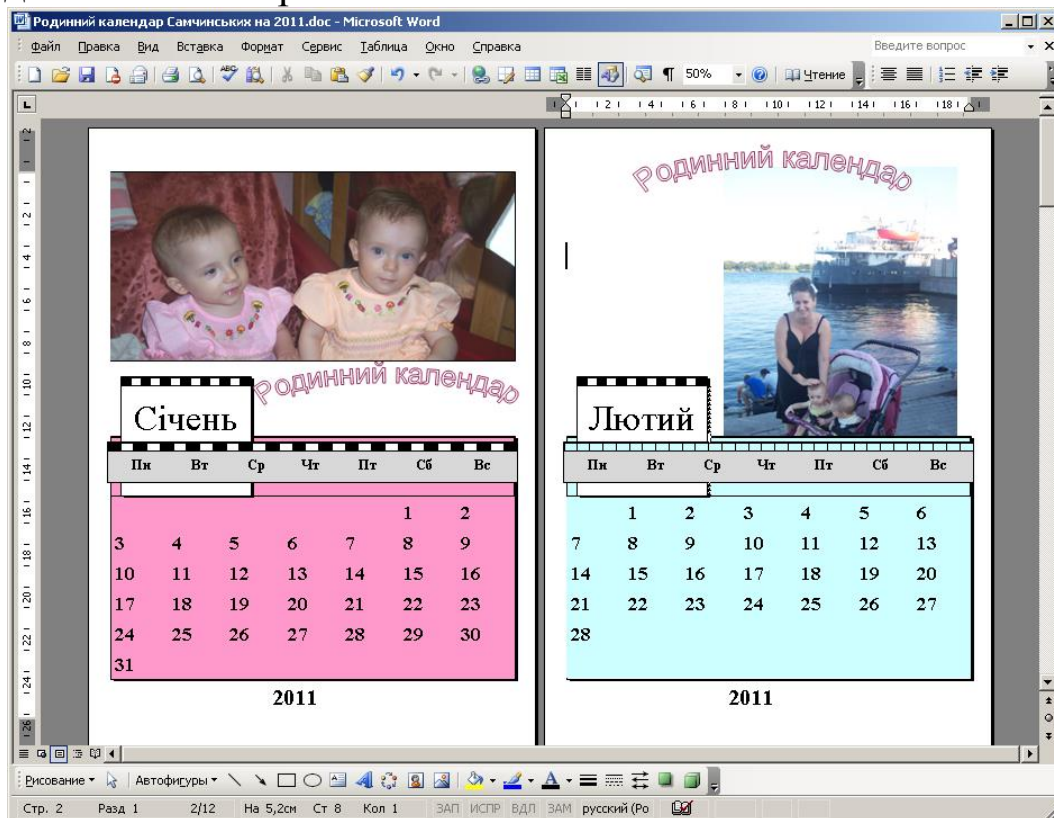 Родинний календар Самчинських на 2011.doc - Microsoft Word
Файл Правка Вид Вставка Формат Сервис Таблица Окно Справка
Введите вопрос
50%
Чтение
Родинний календар
Січень
Пн Вт Ср Чт Пт Сб Вс
1 2
3 4 5 6 7 8 9
10 11 12 13 14 15 16
17 18 19 20 21 22 23
24 25 26 27 28 29 30
31
2011
Родинний календар
Лютий
Пн Вт Ср Чт Пт Сб Вс
1 2 3 4 5 6
7 8 9 10 11 12 13
14 15 16 17 18 19 20
21 22 23 24 25 26 27
28
2011
Рисование Автофигуры
Стр. 2 Разд 1 2/12 На 5,2см Ст 8 Кол 1 ЗАП ИСПР ВДЛ ЗАМ русский (Ро